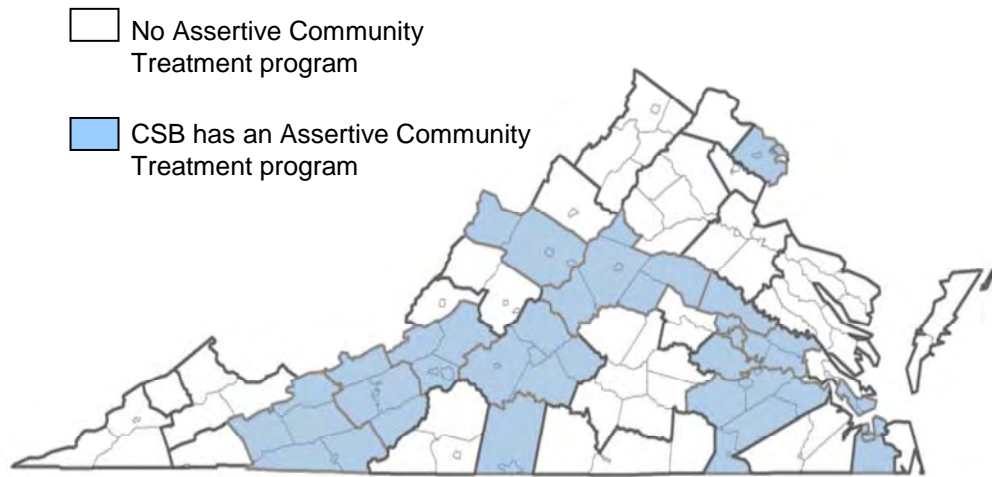 No Assertive Community
Treatment program
CSB has an Assertive Community
Treatment program